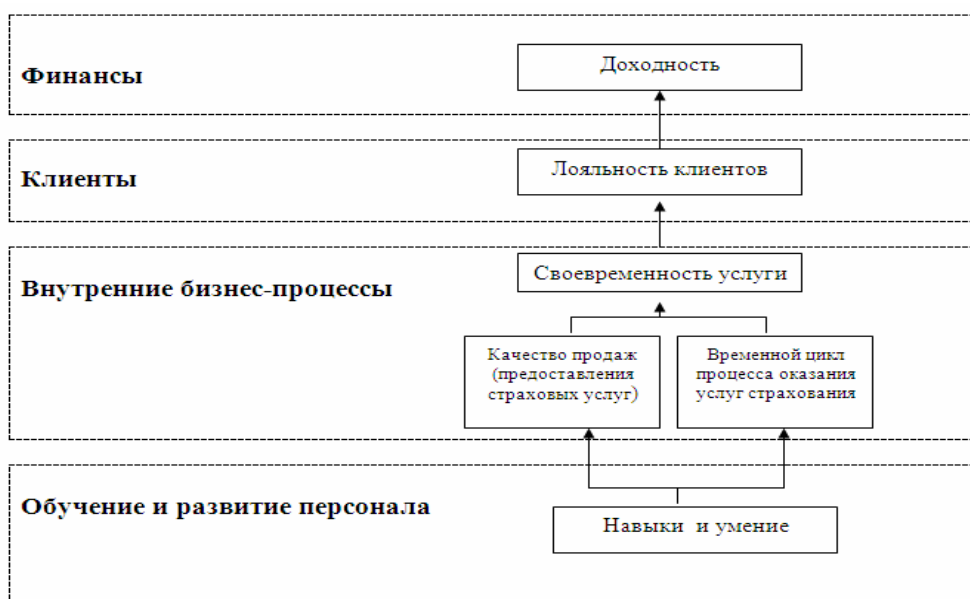 Финансы
Доходность
Клиенты
Лояльность клиентов
Внутренние бизнес-процессы
Своевременность услуги
Качество продаж
(предоставления
страховых услуг)
Временной цикл
процесса оказания
услуг страхования
Обучение и развитие персонала
Навыки и умение